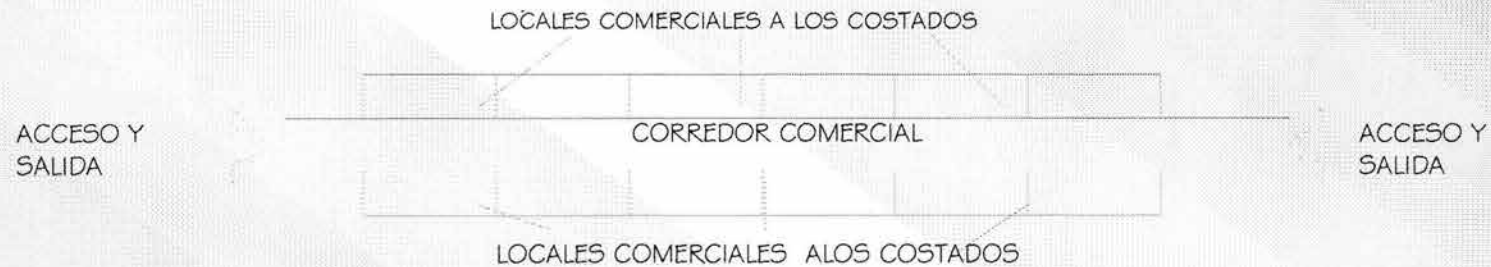 LOCALES COMERCIALES A LOS COSTADOS
ACCESO Y
SALIDA
CORREDOR COMERCIAL
ACCESO Y
SALIDA
LOCALES COMERCIALES ALOS COSTADOS